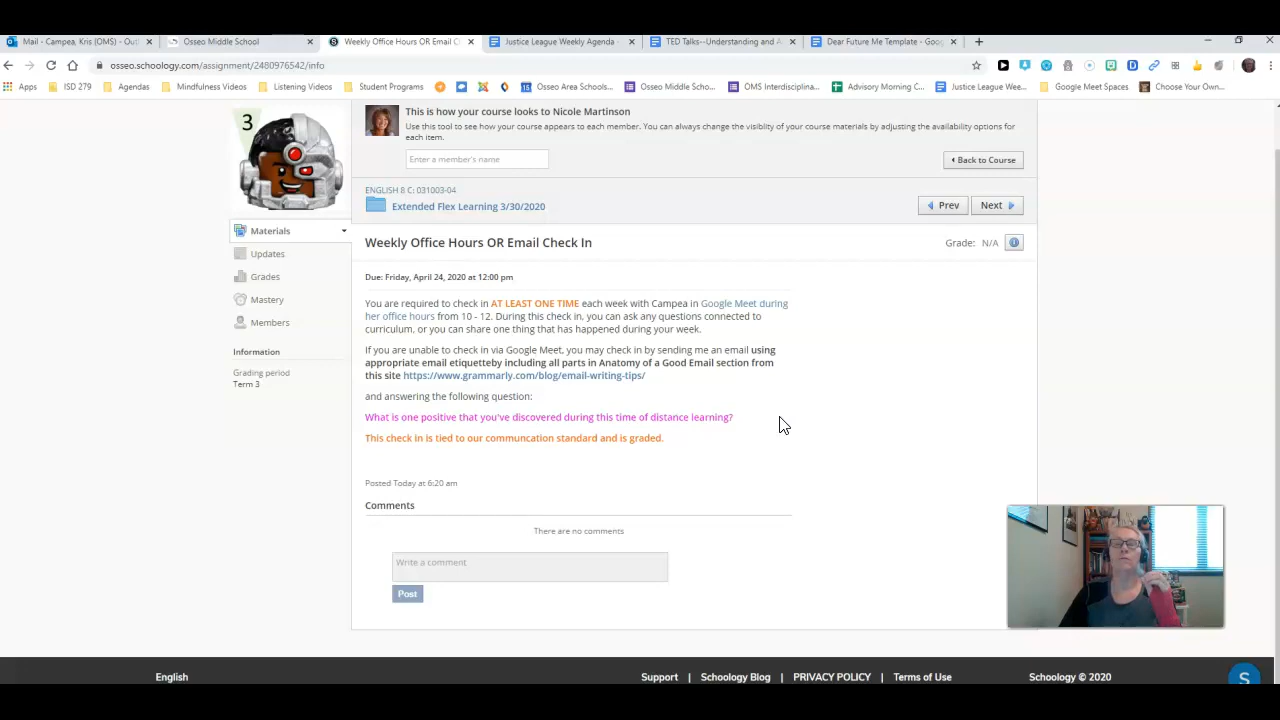 Mail - Campea, Kris (OMS) - Out
Osseo Middle School
Weekly Office Hours OR Email C
Justice League Weekly Agenda -
TED Talks--Understanding and A
Dear Future Me Template - Goog
osseo.schoology.com/assignment/2480976542/info
Apps
ISD 279
Agendas
Mindfulness Videos
Listening Videos
Student Programs
Osseo Area Schools...
Osseo Middle Schoo...
OMS Interdisciplina...
Advisory Morning C...
Justice League Wee...
Google Meet Spaces
Choose Your Own...
3
This is how your course looks to Nicole Martinson
Use this tool to see how your course appears to each member. You can always change the visiblity of your course materials by adjusting the availability options for
each item.
Enter a member's name
Back to Course
ENGLISH 8 C: 031003-04
Extended Flex Learning 3/30/2020
Prev
Next
Materials
Updates
Grades
Mastery
Members
Information
Grading period
Term 3
Weekly Office Hours OR Email Check In
Grade: N/A
Due: Friday, April 24, 2020 at 12:00 pm
You are required to check in AT LEAST ONE TIME each week with Campea in Google Meet during
her office hours from 10 - 12. During this check in, you can ask any questions connected to
curriculum, or you can share one thing that has happened during your week.
If you are unable to check in via Google Meet, you may check in by sending me an email using
appropriate email etiquetteby including all parts in Anatomy of a Good Email section from
this site https://www.grammarly.com/blog/email-writing-tips/
and answering the following question:
What is one positive that you've discovered during this time of distance learning?
This check in is tied to our communcation standard and is graded.
Posted Today at 6:20 am
Comments
There are no comments
Write a comment
Post
English
Support | Schoology Blog | PRIVACY POLICY | Terms of Use
Schoology © 2020
S